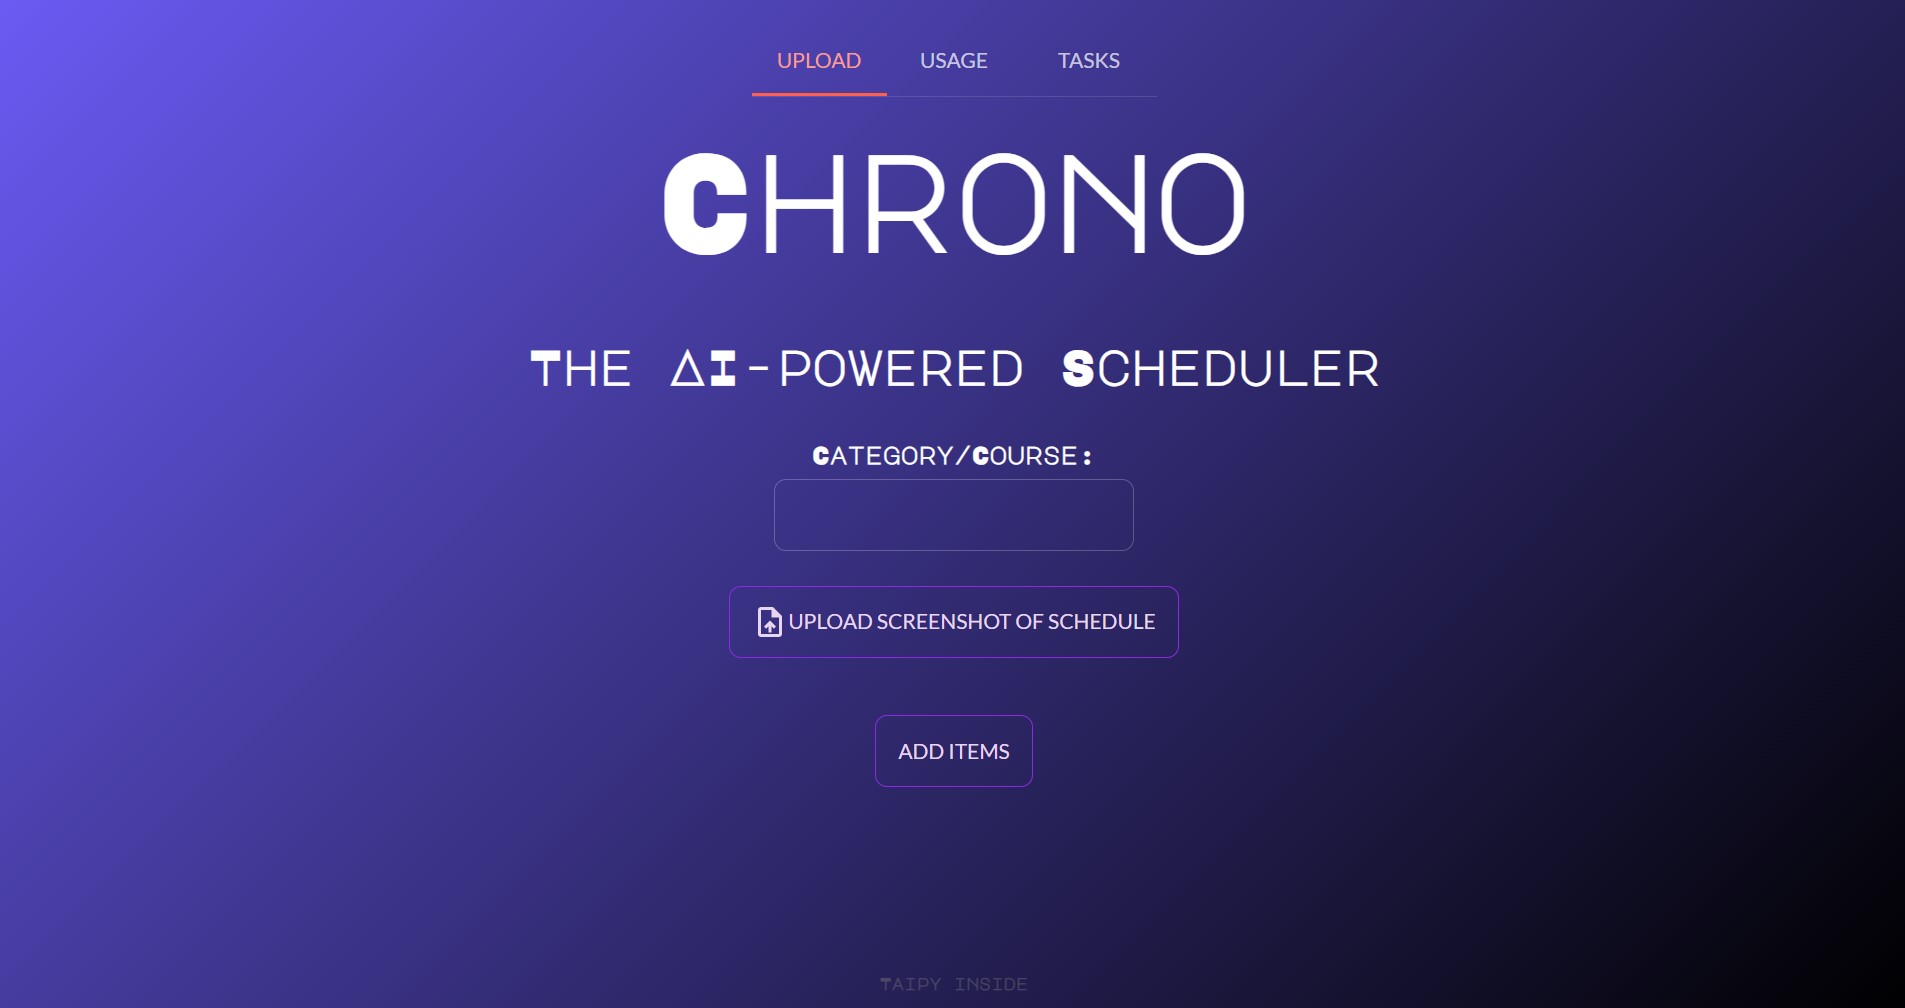 UPLOAD USAGE TASKS
CHRONO
THE AI-POWERED SCHEDULER
CATEGORY/COURSE:
UPLOAD SCREENSHOT OF SCHEDULE
ADD ITEMS
TAIPY INSIDE